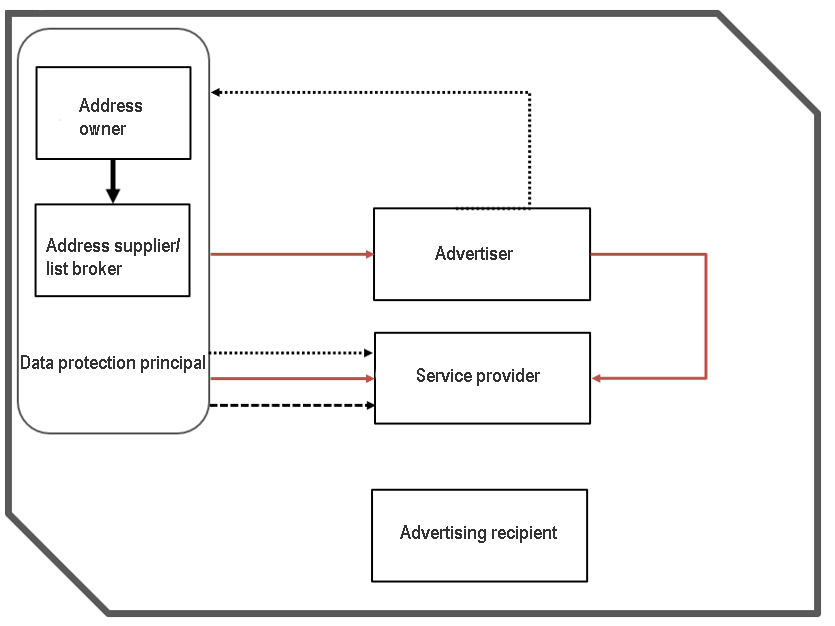 Address
owner
Address supplier/
list broker
Advertiser
Data protection principal
Service provider
Advertising recipient